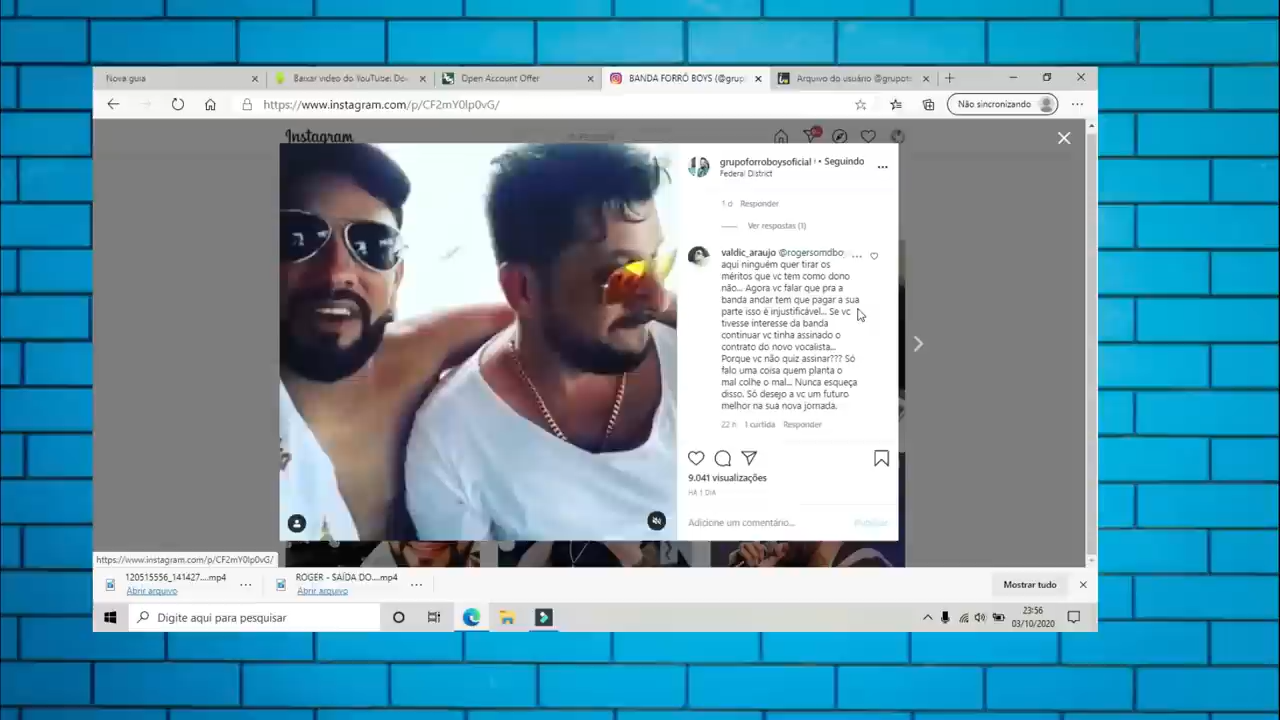 Nova guia
Baixar video do YouTube: Do
Open Account Offer
BANDA FORRÓ BOYS (@grup
Arquivo do usuário @grupot
https://www.instagram.com/p/CF2mY0lp0vG/
Não sincronizando
Instagram
grupoforroboysoficial • Seguindo
Federal District
1 d Responder
Ver respostas (1)
valdic_araujo @rogersomdbo
aqui ninguém quer tirar os
méritos que vc tem como dono
não... Agora vc falar que pra a
banda andar tem que pagar a sua
parte isso é injustificável... Se vc
tivesse interesse da banda
continuar vc tinha assinado o
contrato do novo vocalista...
Porque vc não quiz assinar??? Só
falo uma coisa quem planta o
mal colhe o mal... Nunca esqueça
disso. Só desejo a vc um futuro
melhor na sua nova jornada.
22 h 1 curtida Responder
9.041 visualizações
HÁ 1 DIA
Adicione um comentário...
Publicar
https://www.instagram.com/p/CF2mY0lp0vG/
120515556_141427....mp4
Abrir arquivo
ROGER - SAÍDA DO....mp4
Abrir arquivo
Mostrar tudo
Digite aqui para pesquisar
23:56
03/10/2020